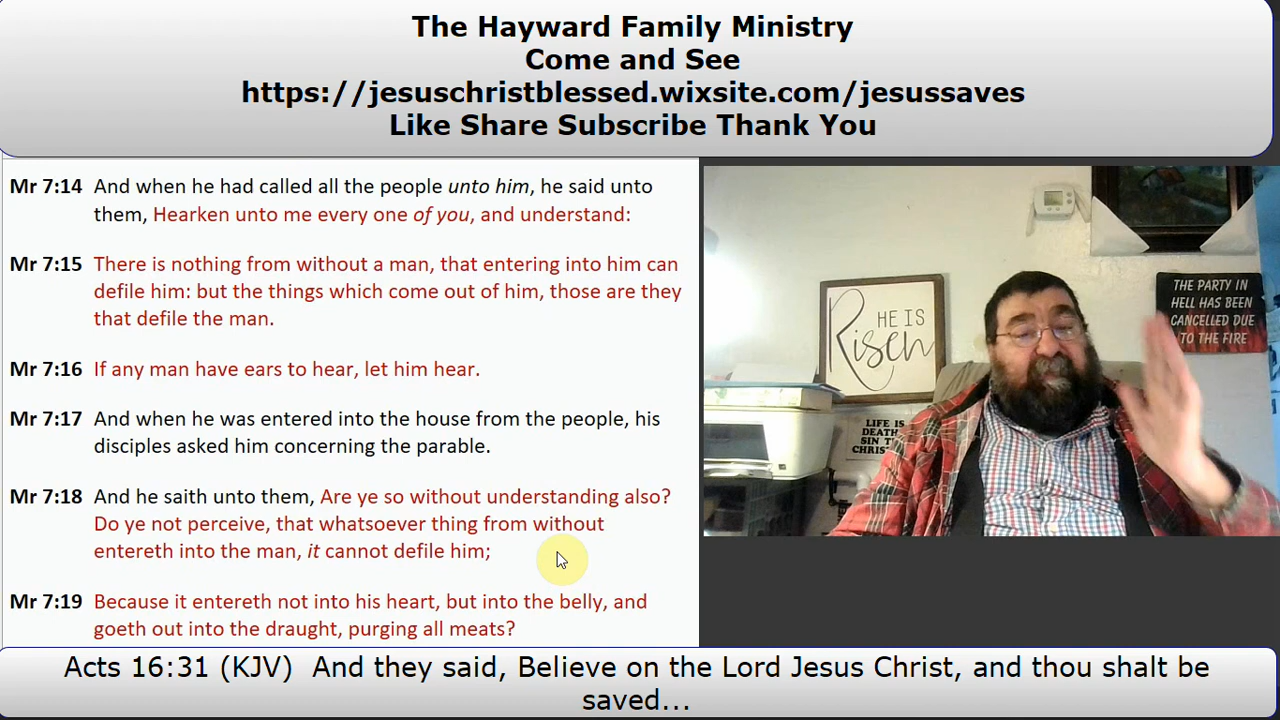 The Hayward Family Ministry
Come and See
https://jesuschristblessed.wixsite.com/jesussaves
Like Share Subscribe Thank You
Mr 7:14 And when he had called all the people unto him, he said unto
them, Hearken unto me every one of you, and understand:
Mr 7:15 There is nothing from without a man, that entering into him can
defile him: but the things which come out of him, those are they
that defile the man.
Mr 7:16 If any man have ears to hear, let him hear.
Mr 7:17 And when he was entered into the house from the people, his
disciples asked him concerning the parable.
Mr 7:18 And he saith unto them, Are ye so without understanding also?
Do ye not perceive, that whatsoever thing from without
entereth into the man, it cannot defile him;
Mr 7:19 Because it entereth not into his heart, but into the belly, and
goeth out into the draught, purging all meats?
HE IS
Risen
THE PARTY IN
HELL HAS BEEN
CANCELLED DUE
TO THE FIRE
LIFE IS
DEATH
SIN
CHRIS
Acts 16:31 (KJV) And they said, Believe on the Lord Jesus Christ, and thou shalt be
saved...